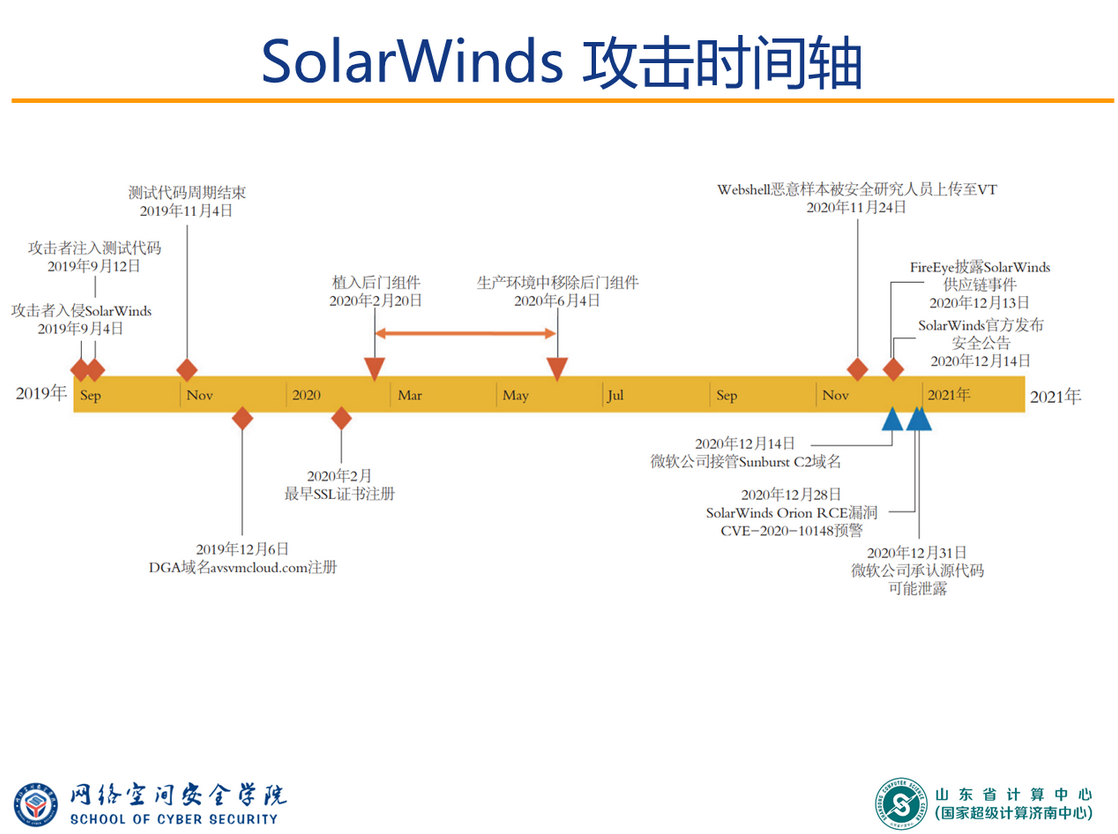 SolarWinds 攻击时间轴
测试代码周期结束
2019年11月4日
攻击者注入测试代码
2019年9月12日
攻击者入侵SolarWinds
2019年9月4日
植入后门组件
2020年2月20日
生产环境中移除后门组件
2020年6月4日
Webshell恶意样本被安全研究人员上传至VT
2020年11月24日
FireEye披露SolarWinds
供应链事件
2020年12月13日
SolarWinds官方发布
安全公告
2020年12月14日
2019年 Sep Nov 2020 Mar May Jul Sep Nov 2021年 2021年
2020年2月
最早SSL证书注册
2019年12月6日
DGA域名avsvmcloud.com注册
2020年12月14日
微软公司接管Sunburst C2域名
2020年12月28日
SolarWinds Orion RCE漏洞
CVE-2020-10148预警
2020年12月31日
微软公司承认源代码
可能泄露
网络空间安全学院
SCHOOL OF CYBER SECURITY
山东省计算中心
(国家超级计算济南中心)